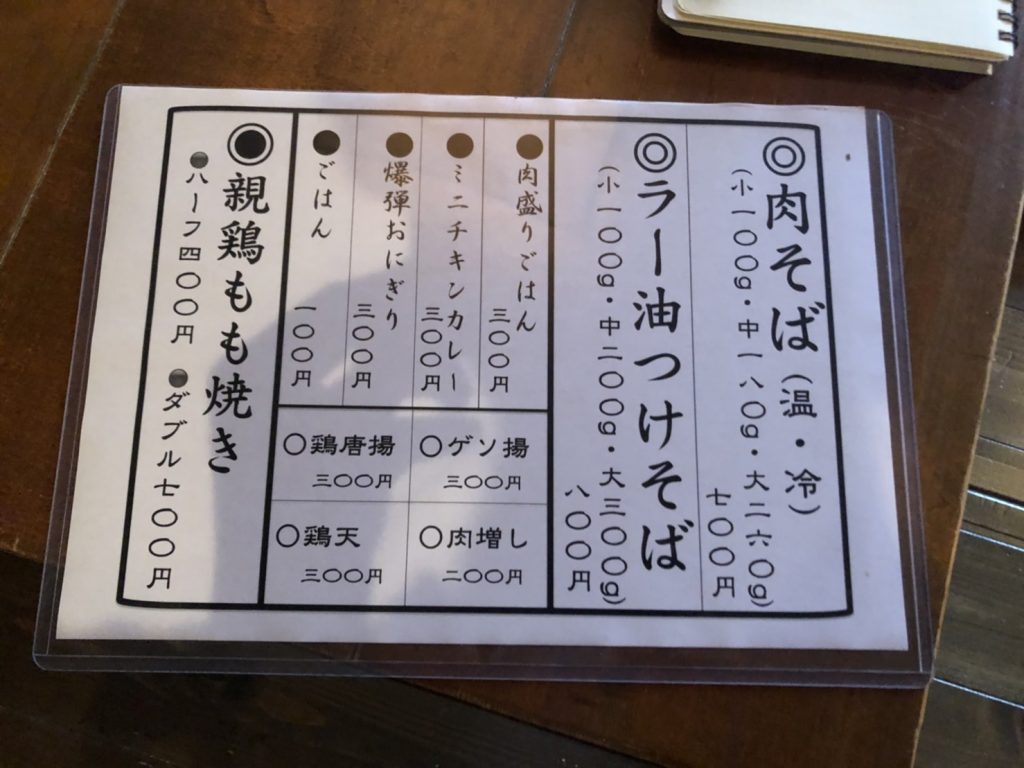 ◎肉そば(温・冷)
(小一〇〇g・中一八〇g・大二六〇g)
七〇〇円
◎ラー油つけそば
(小一〇〇g・中二〇〇g・大三〇〇g)
八〇〇円
●肉盛りごはん
三〇〇円
●ミニチキンカレー
三〇〇円
●爆弾おにぎり
三〇〇円
●ごはん
一〇〇円
〇ゲソ揚
三〇〇円
〇鶏唐揚
三〇〇円
〇肉増し
二〇〇円
〇鶏天
三〇〇円
◉親鶏もも焼き
●ハーフ四〇〇円 ●ダブル七〇〇円